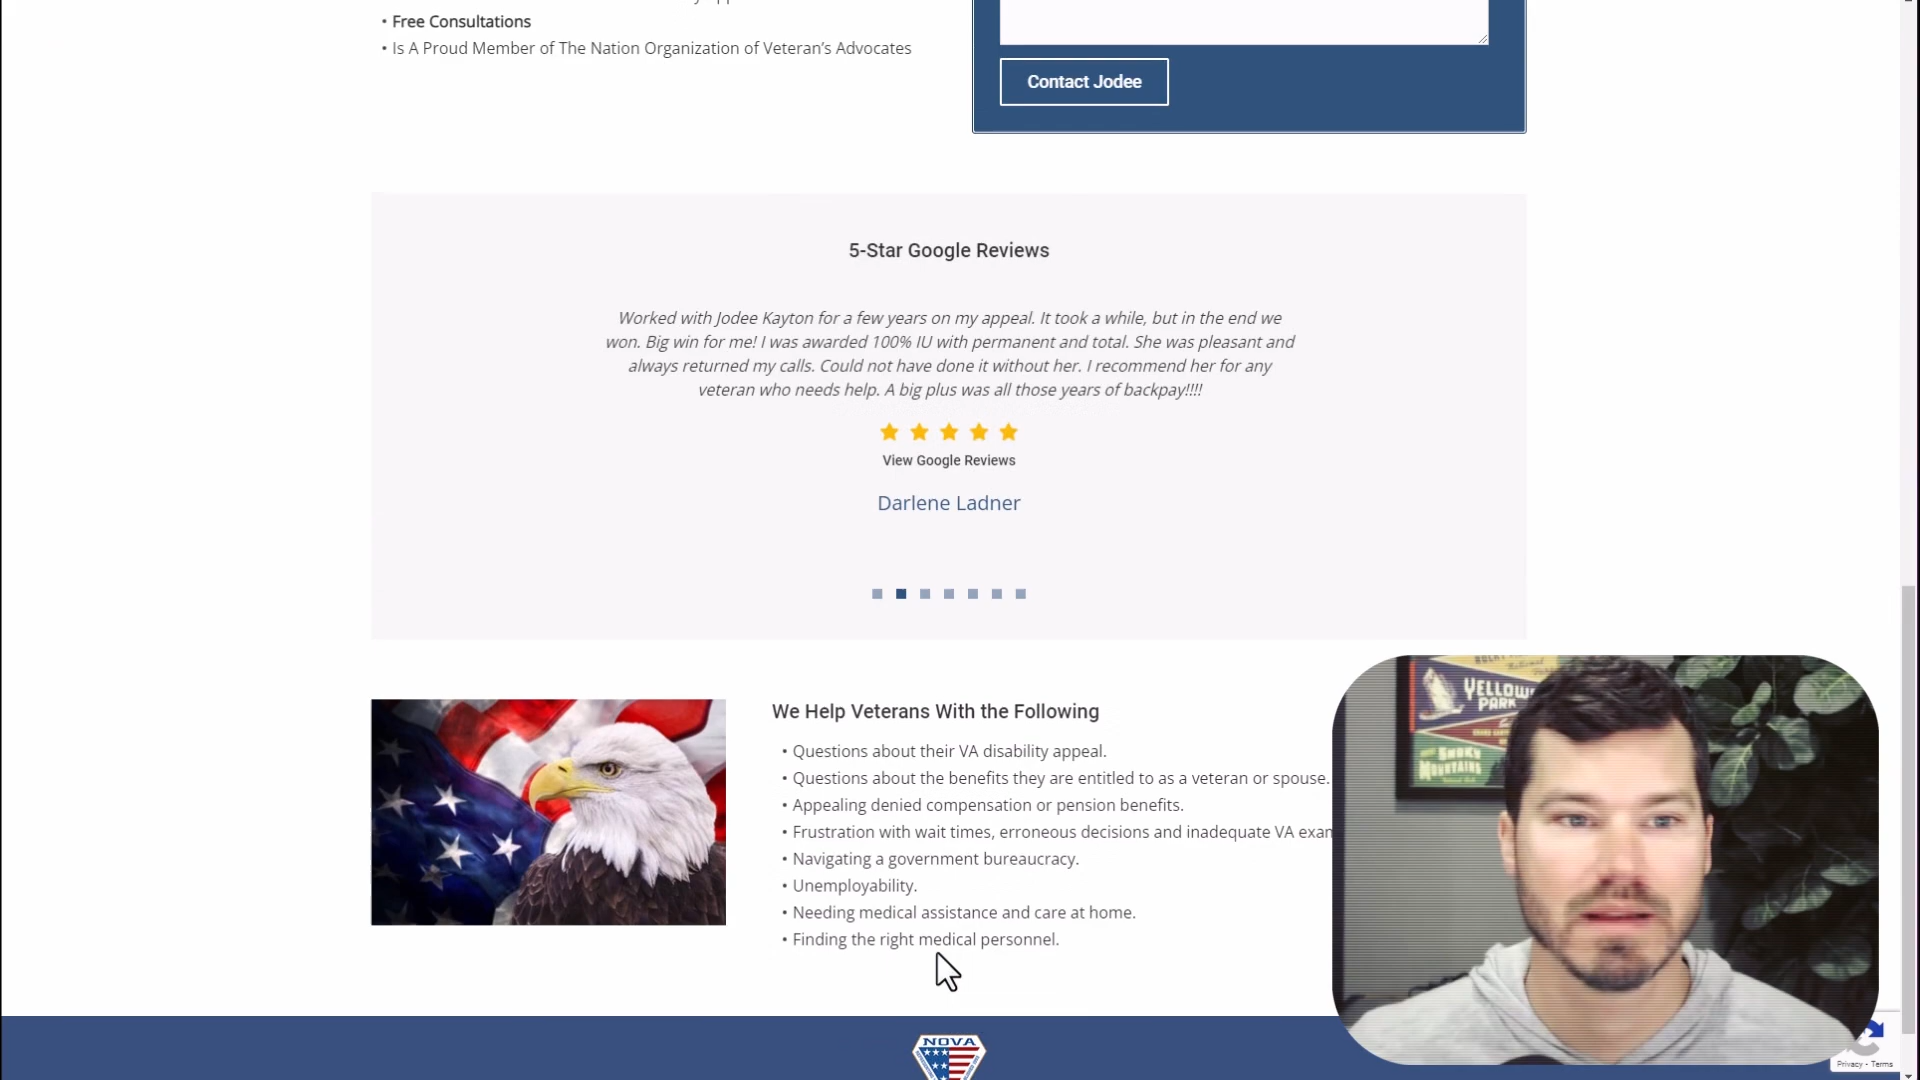 • Free Consultations
• Is A Proud Member of The Nation Organization of Veteran’s Advocates
Contact Jodee
5-Star Google Reviews
Worked with Jodee Kayton for a few years on my appeal. It took a while, but in the end we
won. Big win for me! I was awarded 100% IU with permanent and total. She was pleasant and
always returned my calls. Could not have done it without her. I recommend her for any
veteran who needs help. A big plus was all those years of backpay!!!!
View Google Reviews
Darlene Ladner
We Help Veterans With the Following
• Questions about their VA disability appeal.
• Questions about the benefits they are entitled to as a veteran or spouse.
• Appealing denied compensation or pension benefits.
• Frustration with wait times, erroneous decisions and inadequate VA exam
• Navigating a government bureaucracy.
• Unemployability.
• Needing medical assistance and care at home.
• Finding the right medical personnel.
YELLOW
PARK
SMOKY
MOUNTAINS
NOVA
Privacy - Terms